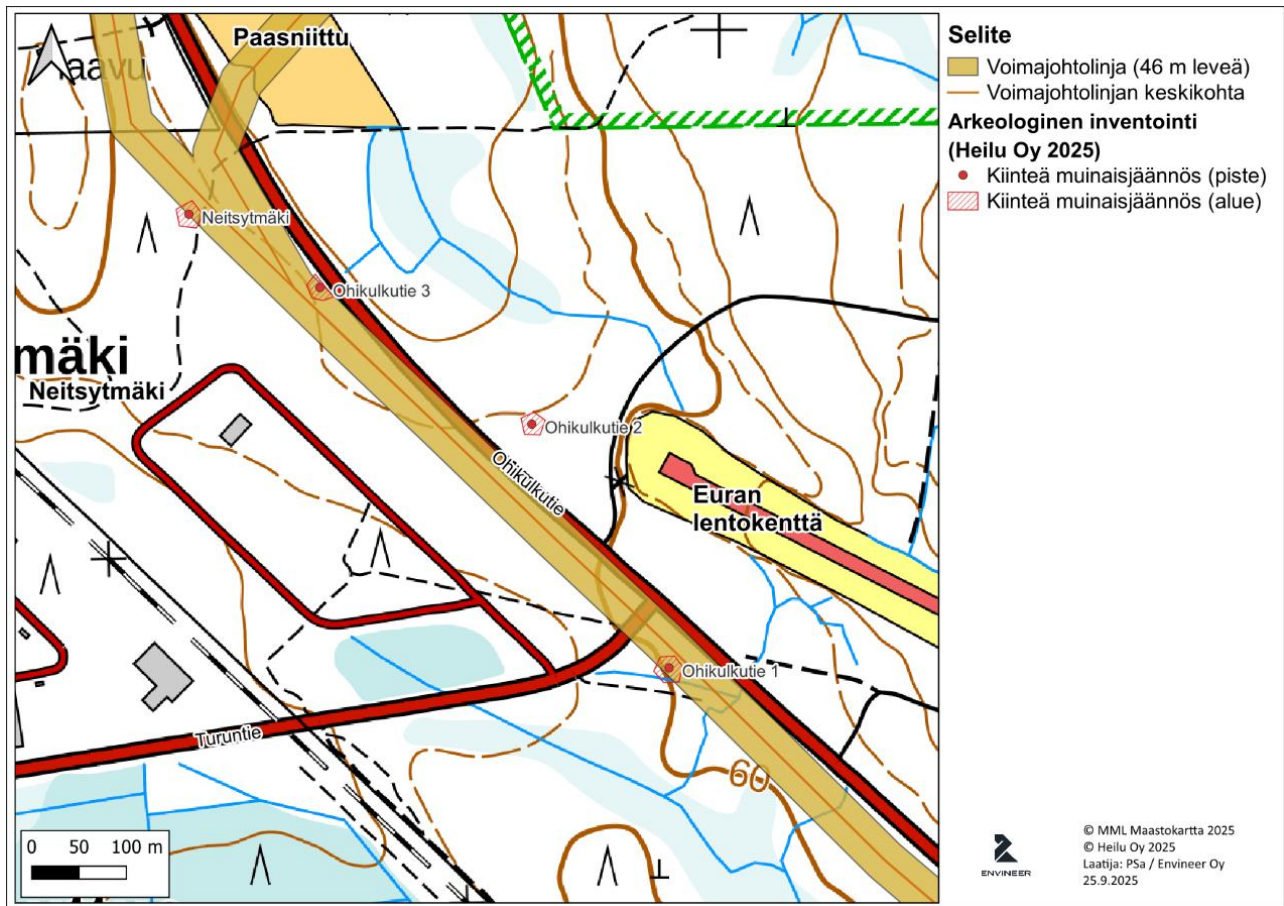 Paasniittu
Taavu
Neitsytmäki
Ohikulkutie 3
mäki
Neitsytmäki
Ohikulkutie 2
Ohikulkutie
Euran
lentokenttä
Ohikulkutie 1
Turuntie
60
0 50 100 m
Selite
Voimajohtolinja (46 m leveä)
Voimajohtolinjan keskikohta
Arkeologinen inventointi
(Heilu Oy 2025)
Kiinteä muinaisjäännös (piste)
Kiinteä muinaisjäännös (alue)
ENVINEER
© MML Maastokartta 2025
© Heilu Oy 2025
Laatija: PSa / Envineer Oy
25.9.2025